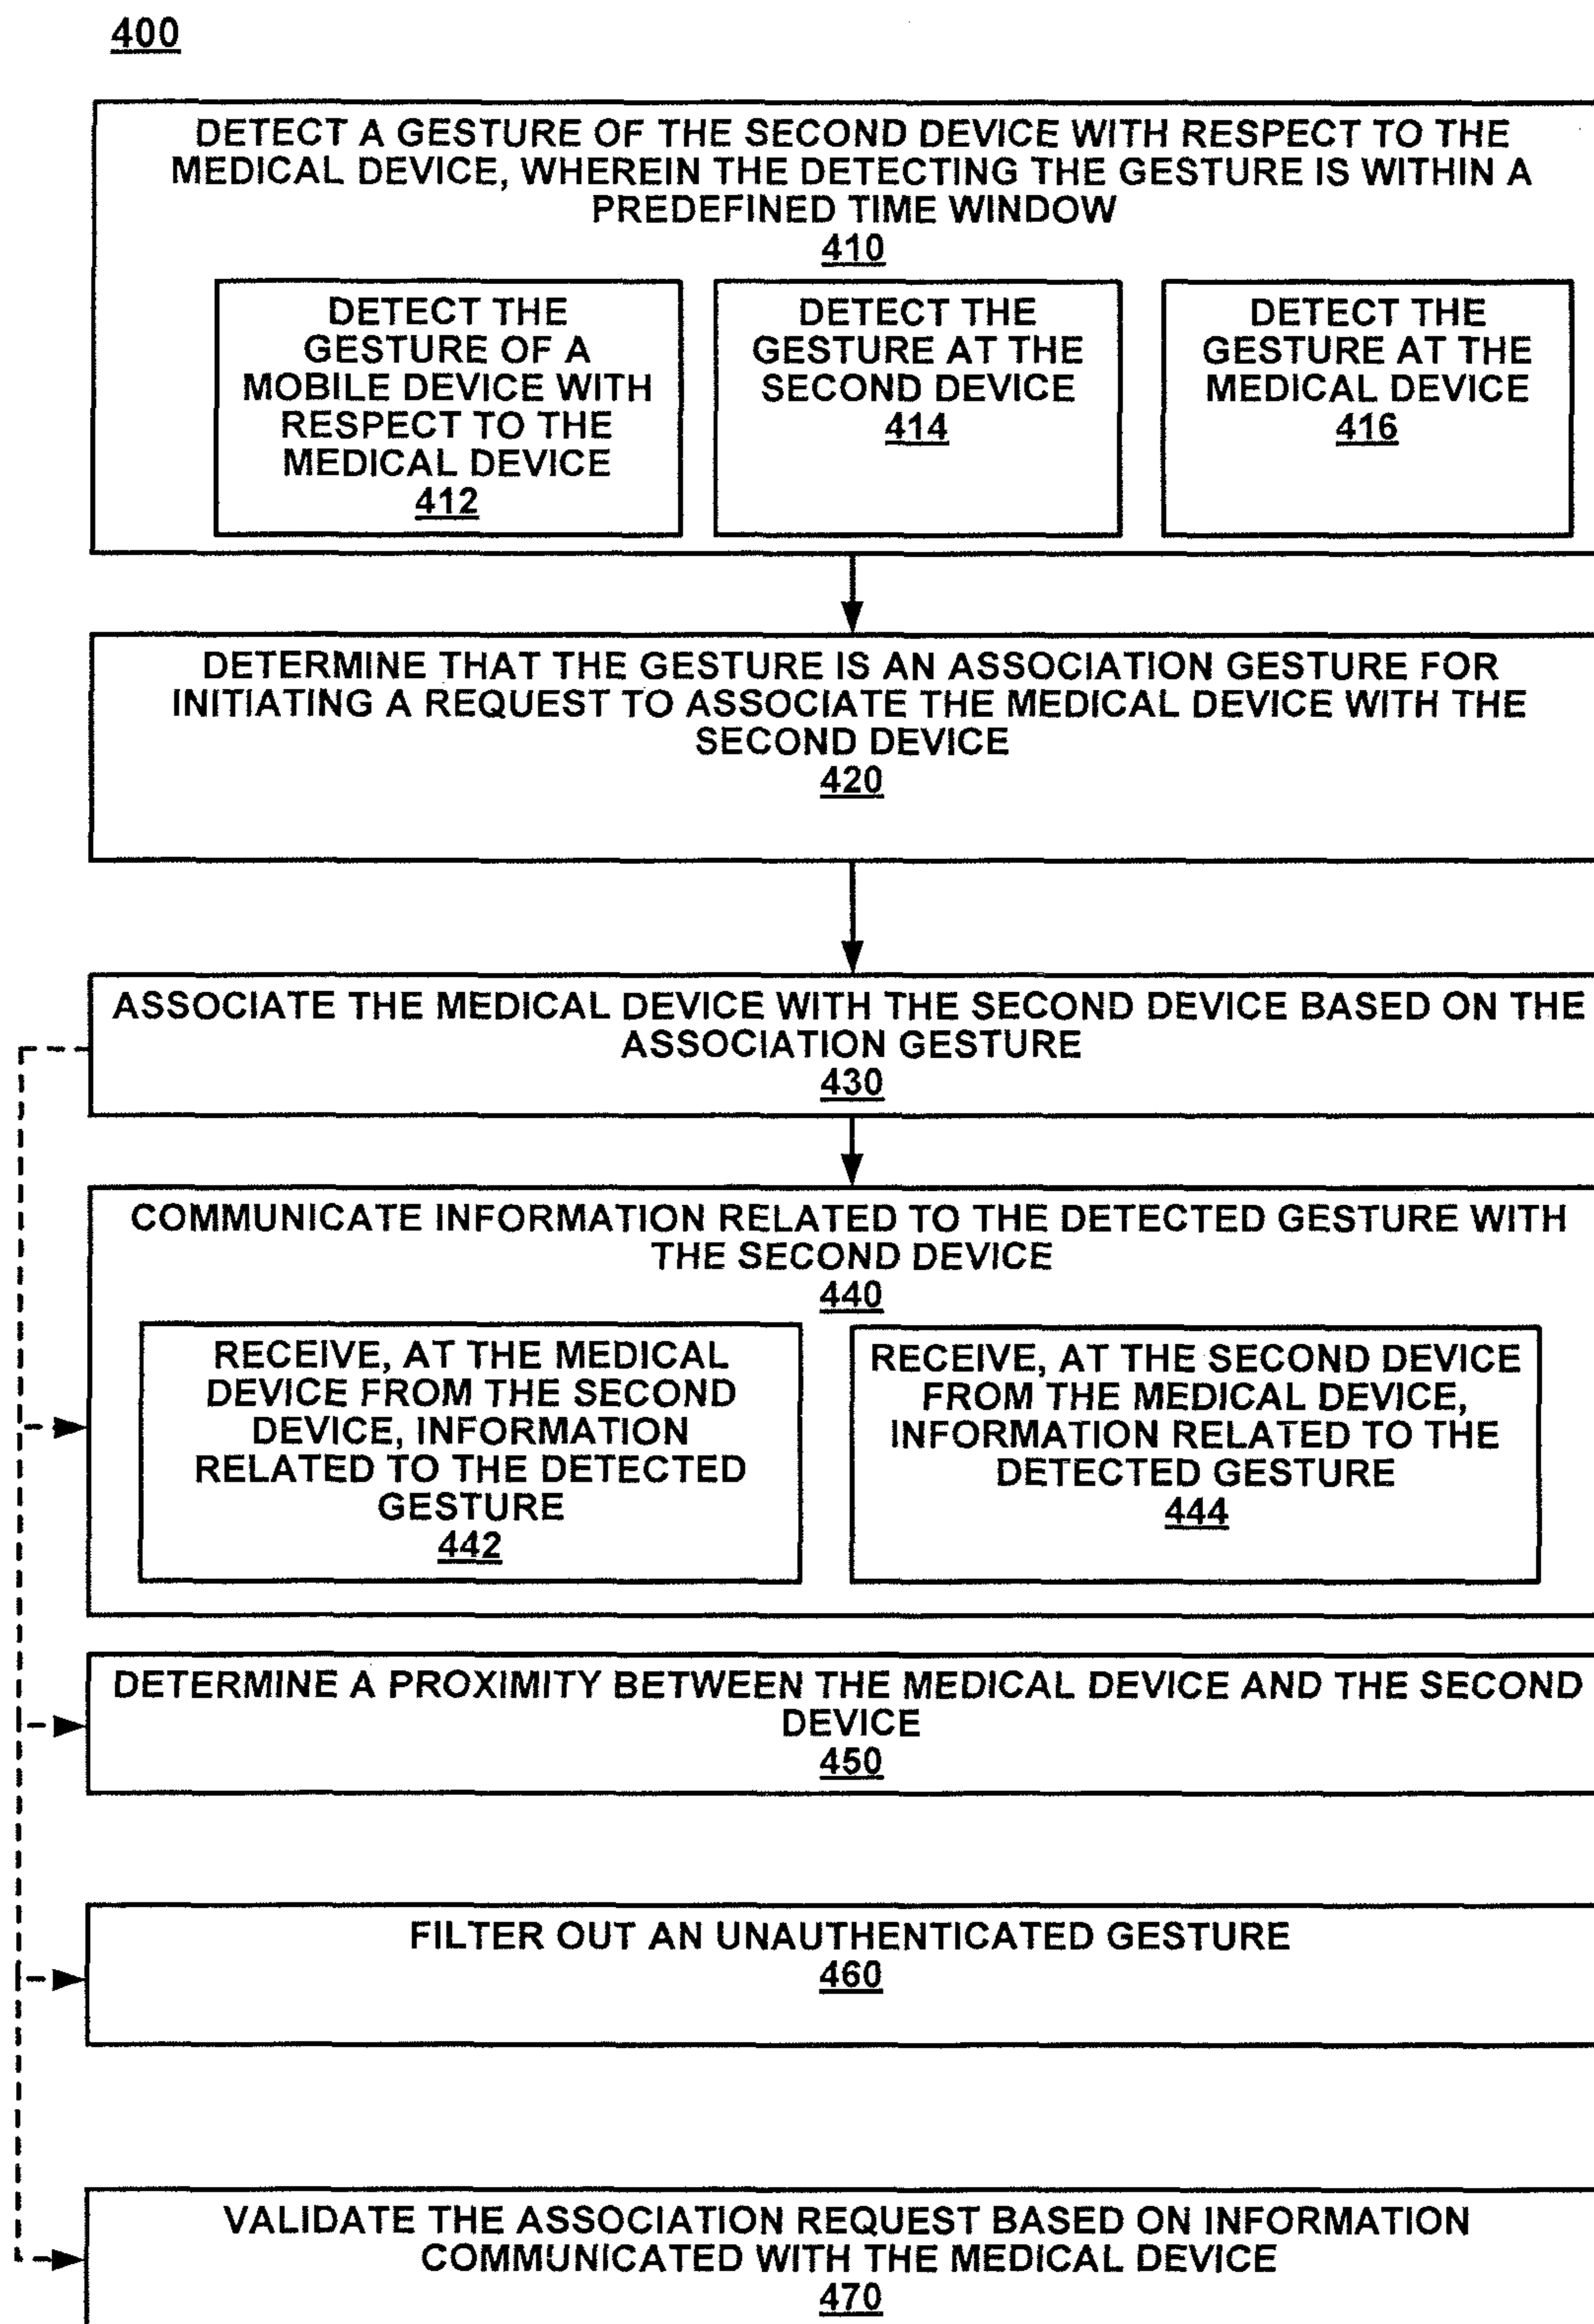 400
DETECT A GESTURE OF THE SECOND DEVICE WITH RESPECT TO THE
MEDICAL DEVICE, WHEREIN THE DETECTING THE GESTURE IS WITHIN A
PREDEFINED TIME WINDOW
410
DETECT THE
GESTURE OF A
MOBILE DEVICE WITH
RESPECT TO THE
MEDICAL DEVICE
412
DETECT THE
GESTURE AT THE
SECOND DEVICE
414
DETECT THE
GESTURE AT THE
MEDICAL DEVICE
416
DETERMINE THAT THE GESTURE IS AN ASSOCIATION GESTURE FOR
INITIATING A REQUEST TO ASSOCIATE THE MEDICAL DEVICE WITH THE
SECOND DEVICE
420
ASSOCIATE THE MEDICAL DEVICE WITH THE SECOND DEVICE BASED ON THE
ASSOCIATION GESTURE
430
COMMUNICATE INFORMATION RELATED TO THE DETECTED GESTURE WITH
THE SECOND DEVICE
440
RECEIVE, AT THE MEDICAL
DEVICE FROM THE SECOND
DEVICE, INFORMATION
RELATED TO THE DETECTED
GESTURE
442
RECEIVE, AT THE SECOND DEVICE
FROM THE MEDICAL DEVICE,
INFORMATION RELATED TO THE
DETECTED GESTURE
444
DETERMINE A PROXIMITY BETWEEN THE MEDICAL DEVICE AND THE SECOND
DEVICE
450
FILTER OUT AN UNAUTHENTICATED GESTURE
460
VALIDATE THE ASSOCIATION REQUEST BASED ON INFORMATION
COMMUNICATED WITH THE MEDICAL DEVICE
470